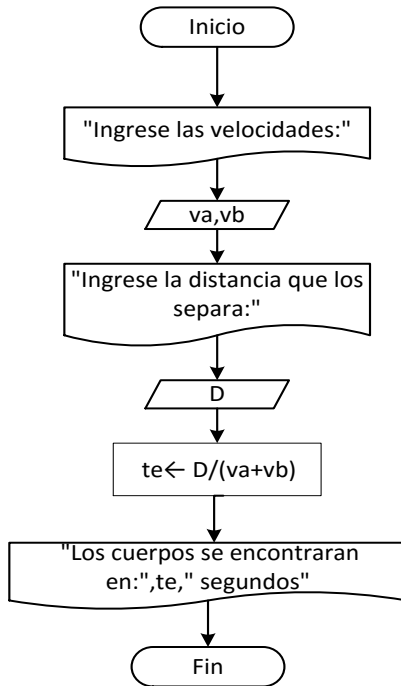 Inicio
"Ingrese las velocidades:"
va,vb
"Ingrese la distancia que los
separa:"
D
te← D/(va+vb)
"Los cuerpos se encontraran
en:",te," segundos"
Fin